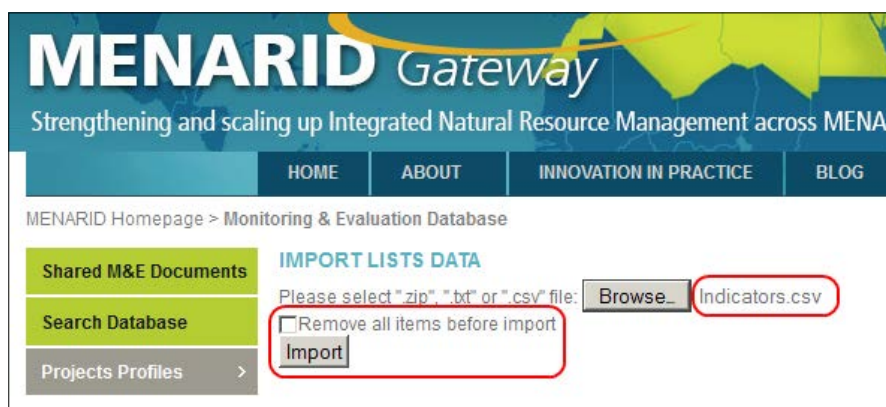 MENARID Gateway
Strengthening and scaling up Integrated Natural Resource Management across MENA
HOME ABOUT INNOVATION IN PRACTICE BLOG
MENARID Homepage > Monitoring & Evaluation Database
Shared M&E Documents
Search Database
Projects Profiles >
IMPORT LISTS DATA
Please select ".zip", ".txt" or ".csv" file: Browse... Indicators.csv
Remove all items before import
Import